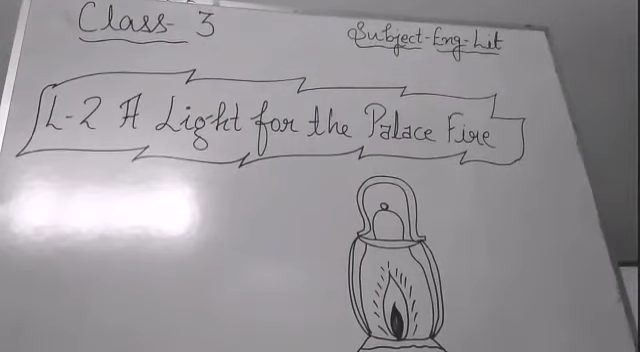 Class- 3
Subject-Eng-Lit
L-2 A Light for the Palace Fire